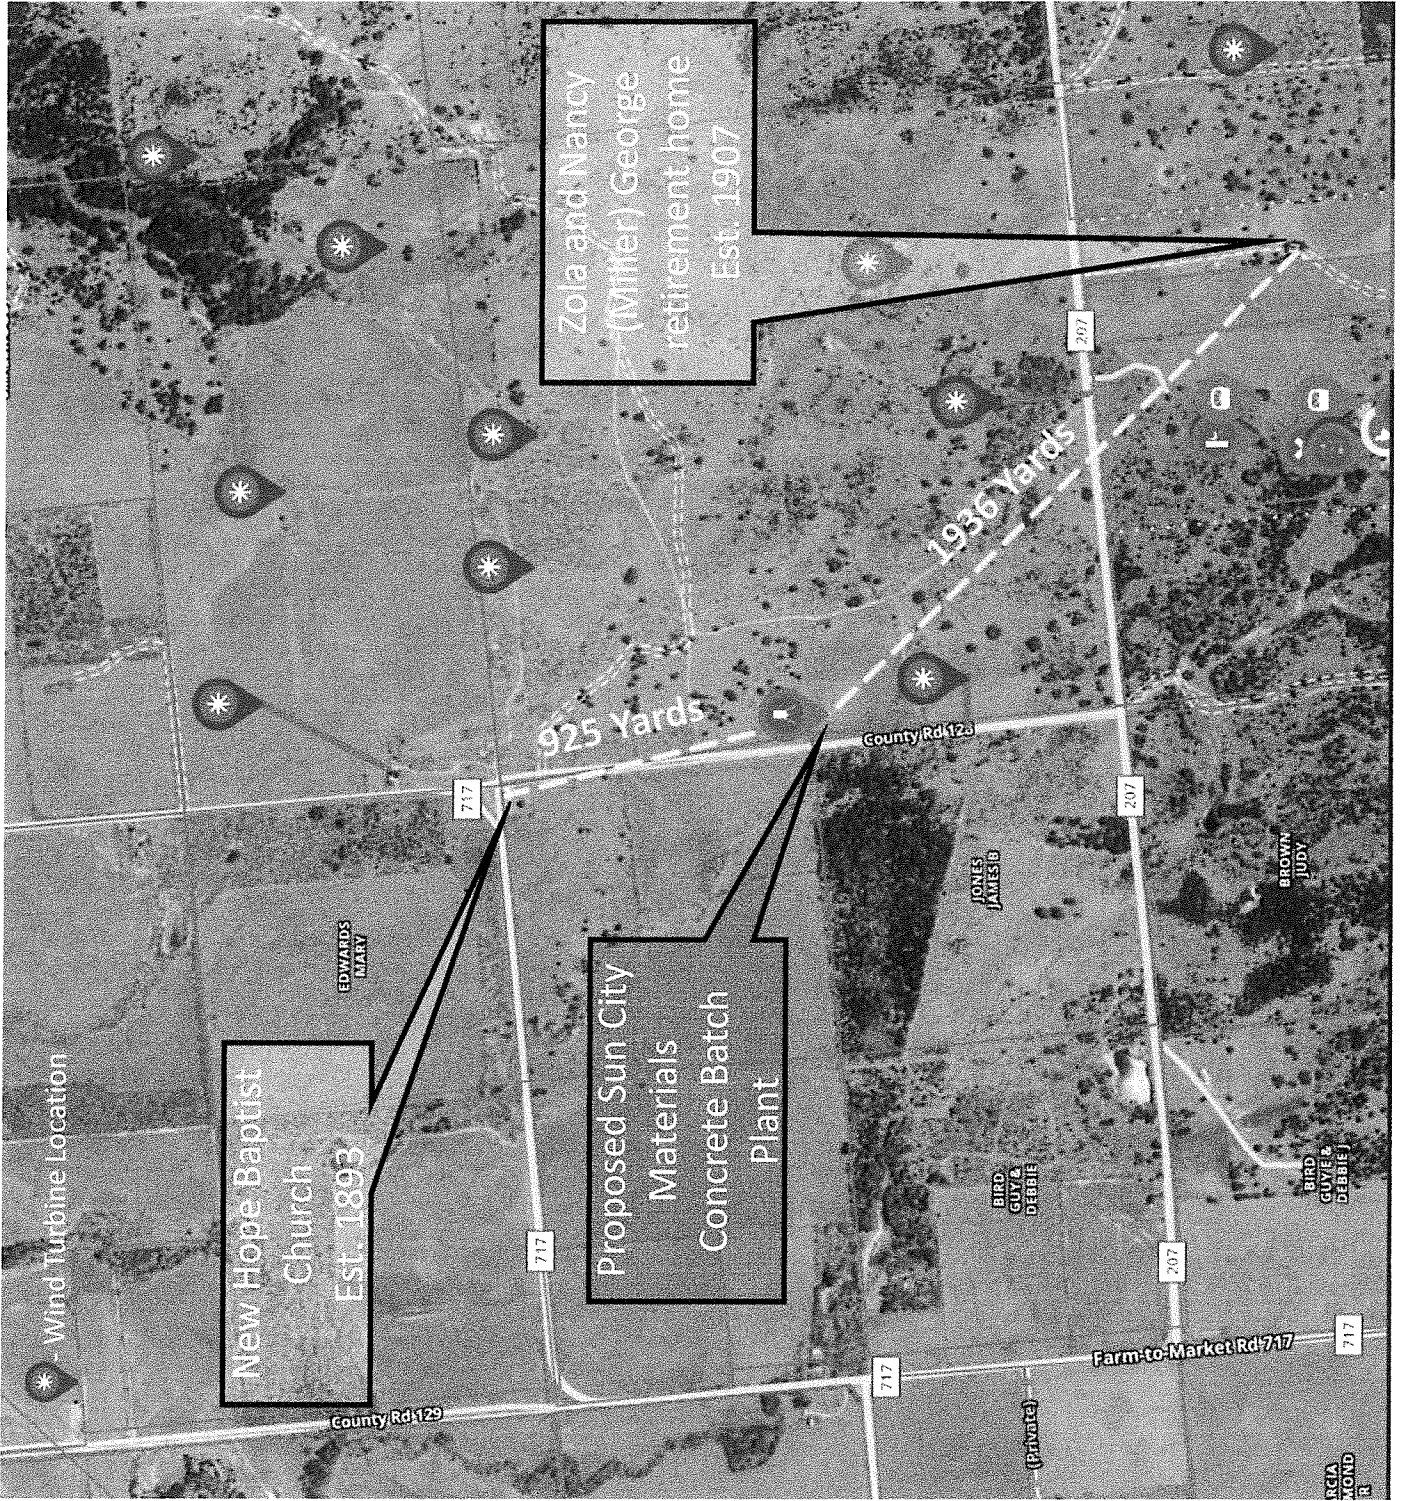 - Wind Turbine Location
New Hope Baptist
Church
Est. 1893
EDWARDS
MARY
717
717
County Rd 129
925 Yards
Proposed Sun City
Materials
Concrete Batch
Plant
Zola and Nancy
(Miller) George
retirement home
Est. 1907
1936 Yards
County Rd 128
207
207
207
JONES
JAMES B
BROWN
JUDY
BIRD
GUY &
DEBBIE
BIRD
GUY E &
DEBBIE J
717
Farm-to-Market Rd 717
717
(Private)